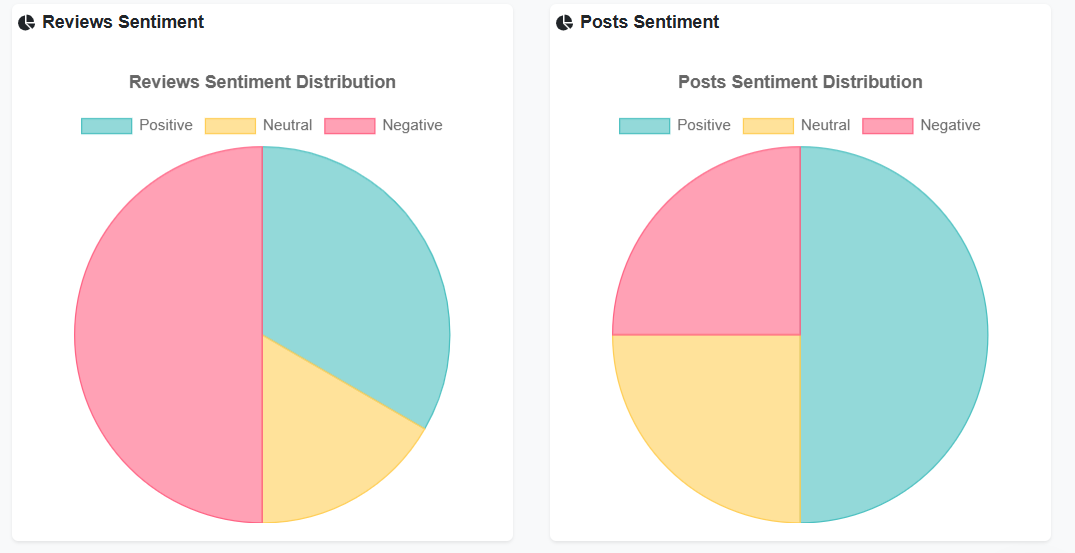 Reviews Sentiment
Reviews Sentiment Distribution
Positive Neutral Negative
Posts Sentiment
Posts Sentiment Distribution
Positive Neutral Negative